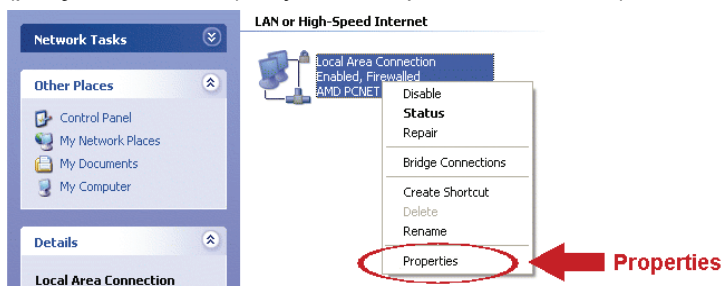 LAN or High-Speed Internet
Network Tasks
Other Places
Control Panel
My Network Places
My Documents
My Computer
Details
Local Area Connection
Local Area Connection
Enabled, Firewalled
AMD PCNET
Disable
Status
Repair
Bridge Connections
Create Shortcut
Delete
Rename
Properties
Properties